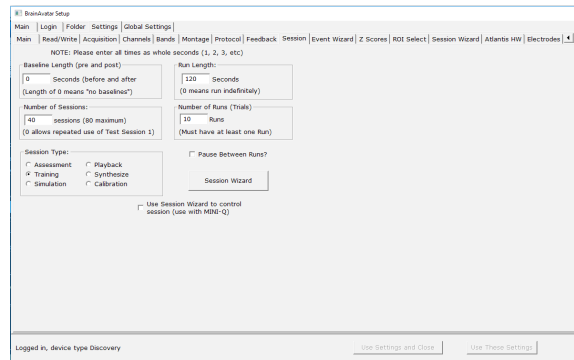 BrainAvatar Setup
Main Login Folder Settings Global Settings
Main Read/Write Acquisition Channels Bands Montage Protocol Feedback Session Event Wizard Z Scores ROI Select Session Wizard Atlantis HW Electrodes
NOTE: Please enter all times as whole seconds (1, 2, 3, etc)
Baseline Length (pre and post)
0 Seconds (before and after
(Length of 0 means "no baselines")
Run Length:
120 Seconds
(0 means run indefinitely)
Number of Sessions:
40 sessions (80 maximum)
(0 allows repeated use of Test Session 1)
Number of Runs (Trials)
10 Runs
(Must have at least one Run)
Session Type:
Assessment Playback
Training Synthesize
Simulation Calibration
Pause Between Runs?
Session Wizard
Use Session Wizard to control
session (use with MINI-Q)
Logged in, device type Discovery
Use Settings and Close Use These Settings